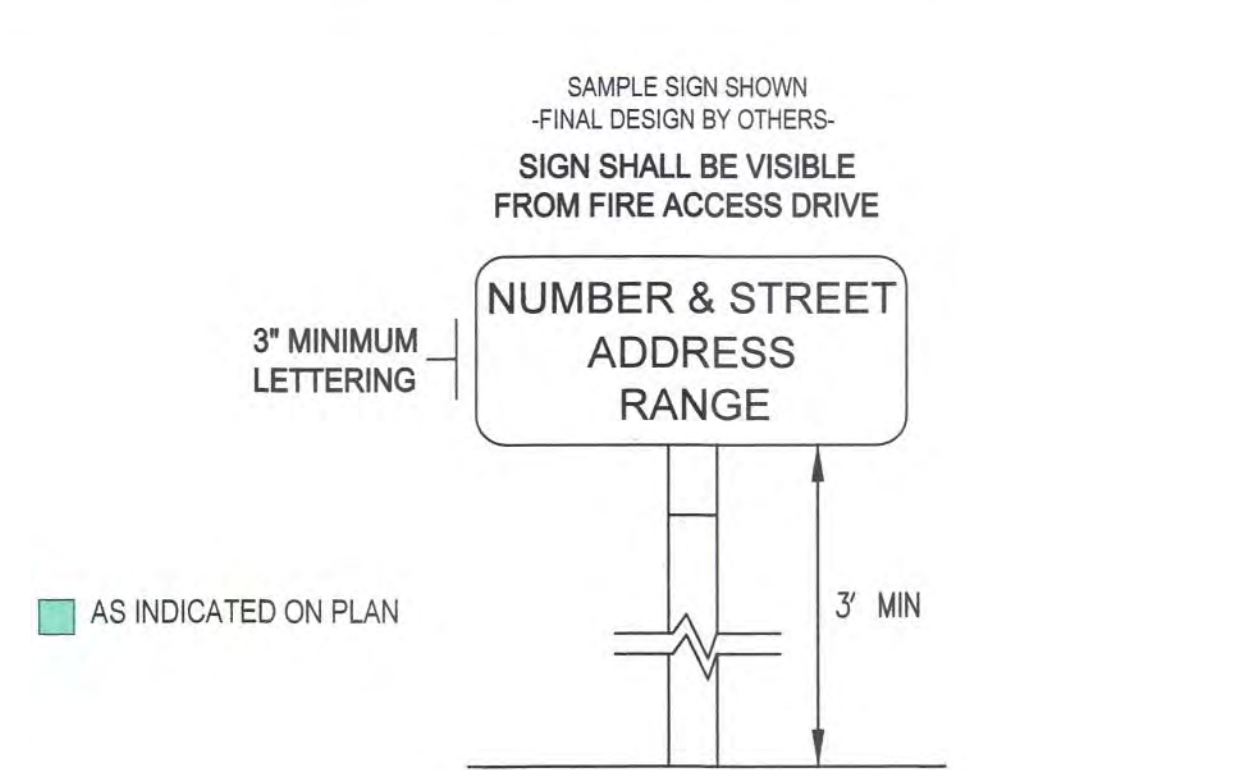 SAMPLE SIGN SHOWN
-FINAL DESIGN BY OTHERS-
SIGN SHALL BE VISIBLE
FROM FIRE ACCESS DRIVE
NUMBER & STREET
ADDRESS
RANGE
3" MINIMUM
LETTERING
3' MIN
AS INDICATED ON PLAN